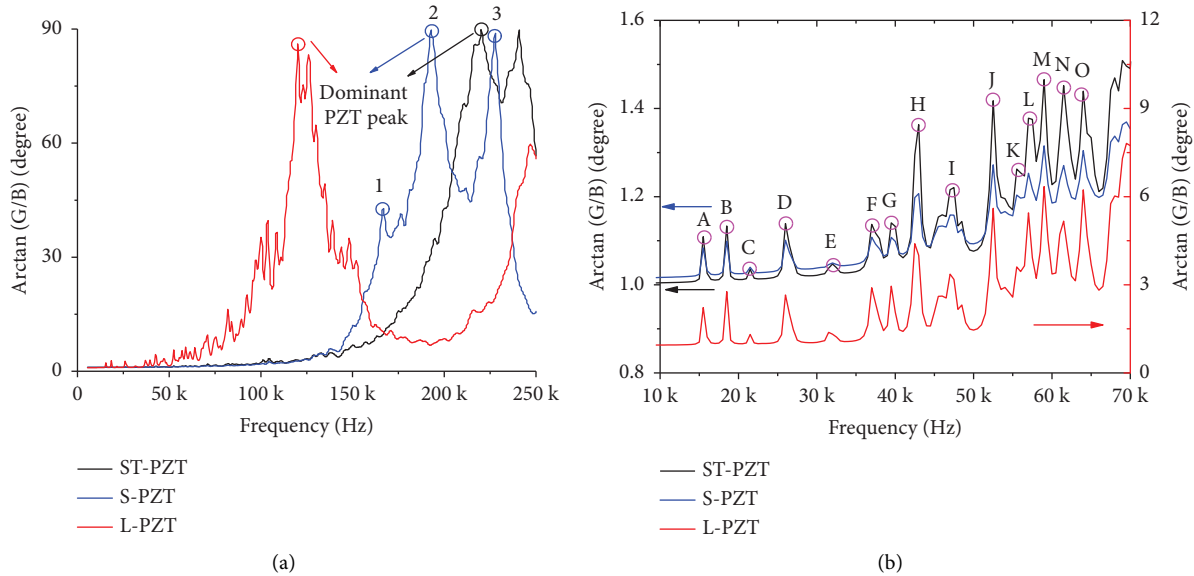 90
60
30
0
Arctan (G/B) (degree)
1
2
3
Dominant
PZT peak
0
50 k
100 k
150 k
200 k
250 k
Frequency (Hz)
ST-PZT
S-PZT
L-PZT
(a)
1.6
1.4
1.2
1.0
0.8
Arctan (G/B) (degree)
A
B
C
D
E
F
G
H
I
J
K
L
M
N
O
12
9
6
3
0
Arctan (G/B) (degree)
10 k
20 k
30 k
40 k
50 k
60 k
70 k
Frequency (Hz)
ST-PZT
S-PZT
L-PZT
(b)